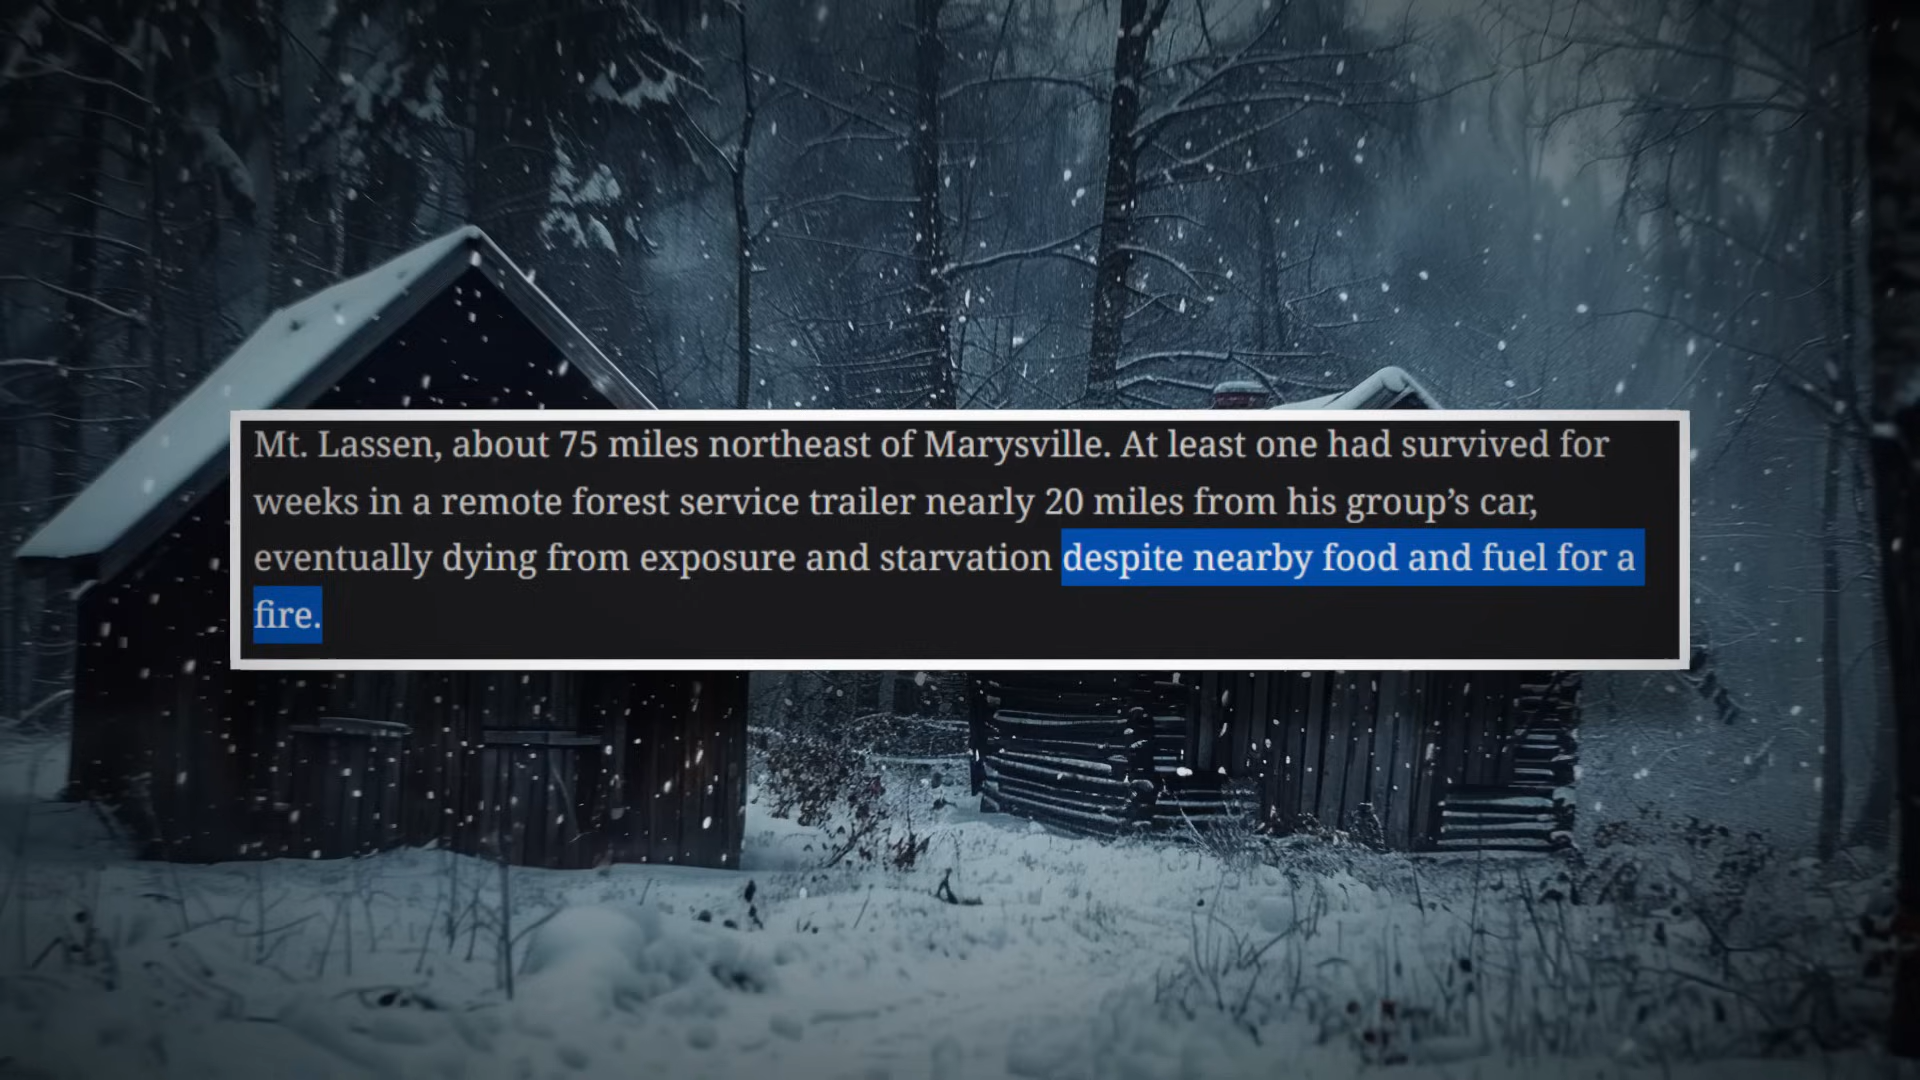 Mt. Lassen, about 75 miles northeast of Marysville. At least one had survived for
weeks in a remote forest service trailer nearly 20 miles from his group’s car,
eventually dying from exposure and starvation despite nearby food and fuel for a
fire.